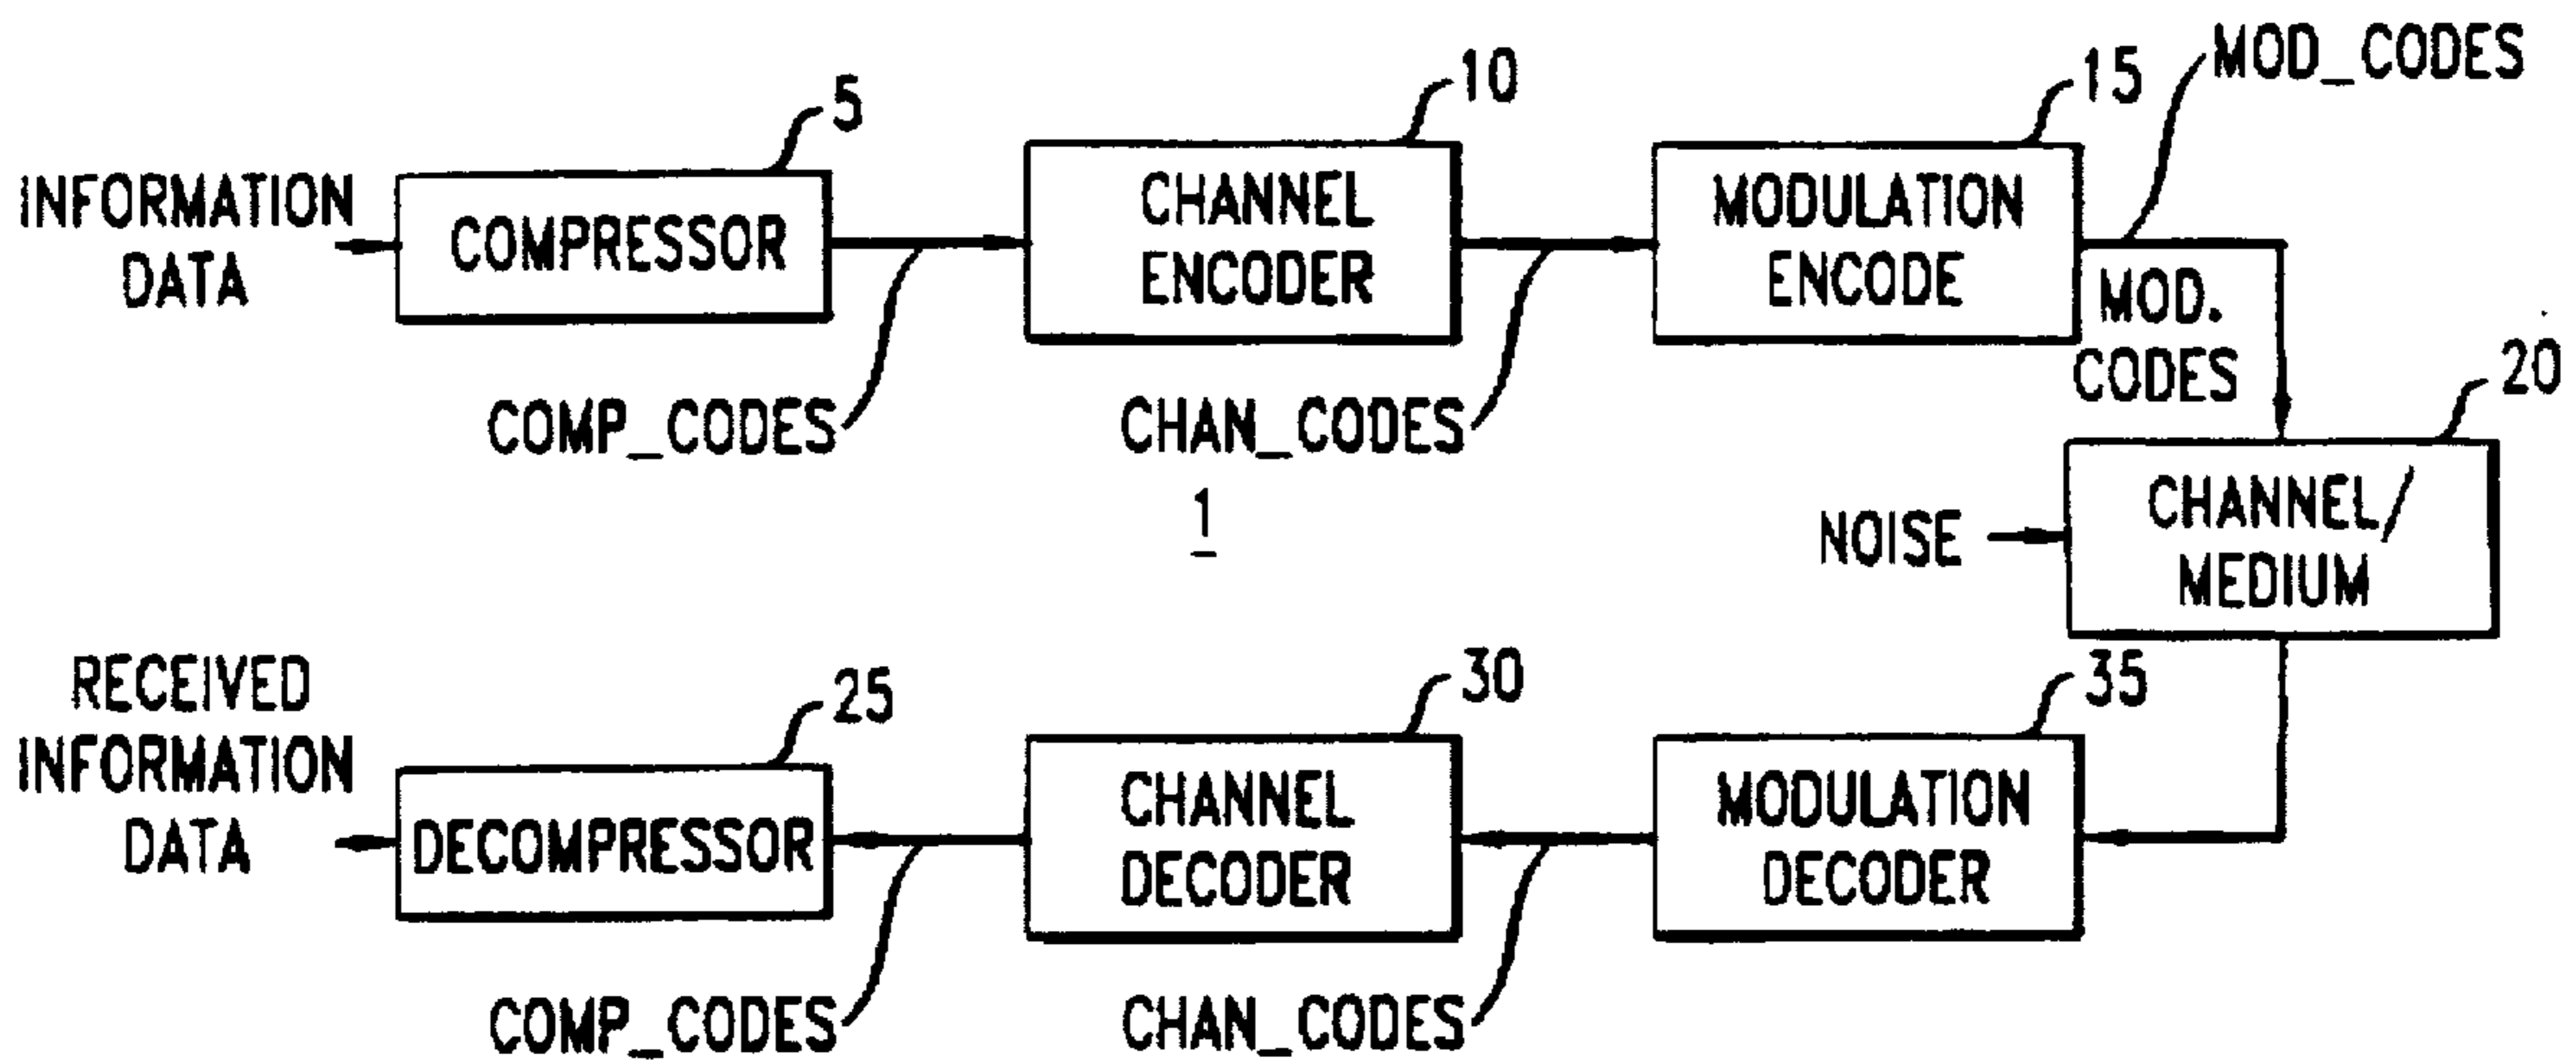 MOD_CODES
5
10
15
INFORMATION
DATA
COMPRESSOR
CHANNEL
ENCODER
MODULATION
ENCODE
MOD.
CODES
COMP_CODES
CHAN_CODES
20
1
NOISE
CHANNEL/
MEDIUM
RECEIVED
INFORMATION
DATA
25
30
35
DECOMPRESSOR
CHANNEL
DECODER
MODULATION
DECODER
COMP_CODES
CHAN_CODES